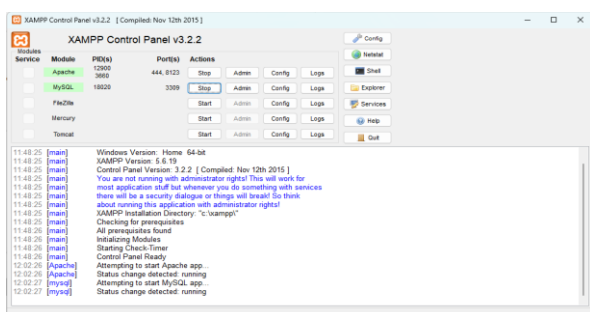 XAMPP Control Panel v3.2.2 [ Compiled: Nov 12th 2015 ]
XAMPP Control Panel v3.2.2
Config
Modules
Service Module PID(s) Port(s) Actions
Netstat
Apache 12900 3660 444, 8123 Stop Admin Config Logs
Shell
MySQL 18020 3309 Stop Admin Config Logs
Explorer
FileZilla Start Admin Config Logs
Services
Mercury Start Admin Config Logs
Help
Tomcat Start Admin Config Logs
Quit
11:48:25 [main] Windows Version: Home 64-bit
11:48:25 [main] XAMPP Version: 5.6.19
11:48:25 [main] Control Panel Version: 3.2.2 [ Compiled: Nov 12th 2015 ]
11:48:25 [main] You are not running with administrator rights! This will work for
11:48:25 [main] most application stuff but whenever you do something with services
11:48:25 [main] there will be a security dialogue or things will break! So think
11:48:25 [main] about running this application with administrator rights!
11:48:25 [main] XAMPP Installation Directory: "c:\xampp\"
11:48:25 [main] Checking for prerequisites
11:48:26 [main] All prerequisites found
11:48:26 [main] Initializing Modules
11:48:26 [main] Starting Check-Timer
11:48:26 [main] Control Panel Ready
12:02:26 [Apache] Attempting to start Apache app...
12:02:26 [Apache] Status change detected: running
12:02:27 [mysql] Attempting to start MySQL app...
12:02:27 [mysql] Status change detected: running